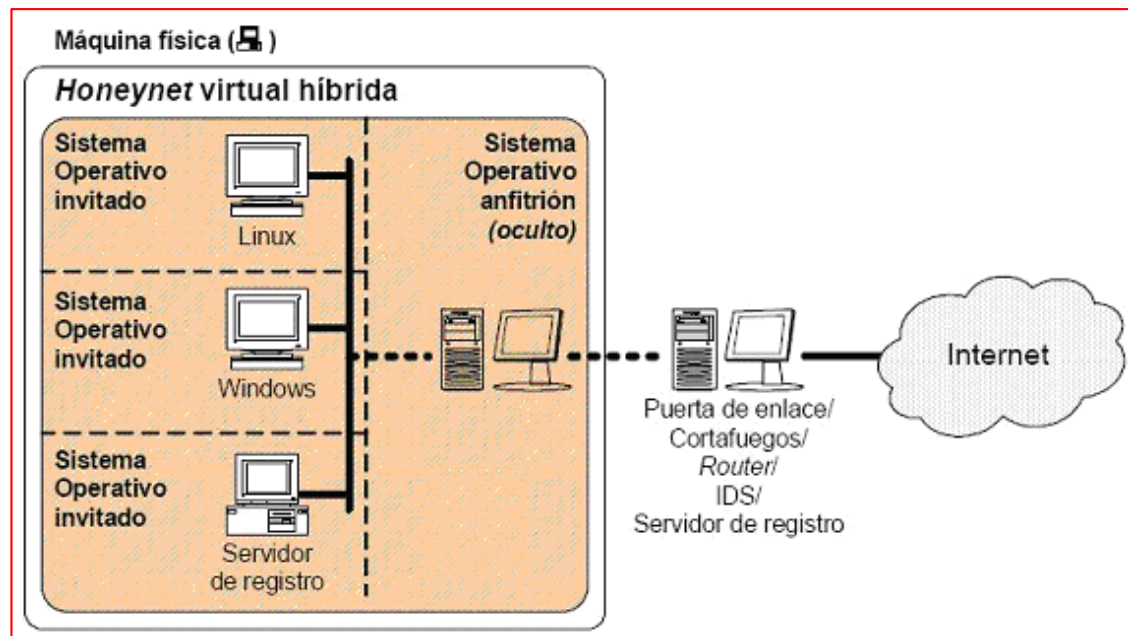 Máquina física ( )
Honeynet virtual híbrida
Sistema
Operativo
invitado
Linux
Sistema
Operativo
anfitrión
(oculto)
Sistema
Operativo
invitado
Windows
Sistema
Operativo
invitado
Servidor
de registro
Puerta de enlace/
Cortafuegos/
Router/
IDS/
Servidor de registro
Internet